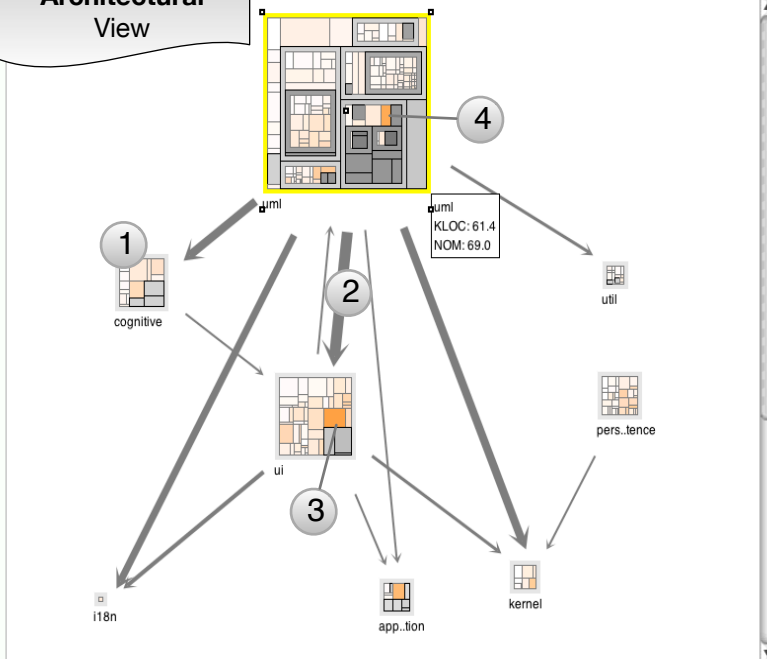 Architectural
View
4
uml
uml
KLOC: 61.4
NOM: 69.0
1
cognitive
2
util
pers..tence
ui
3
i18n
app..tion
kernel